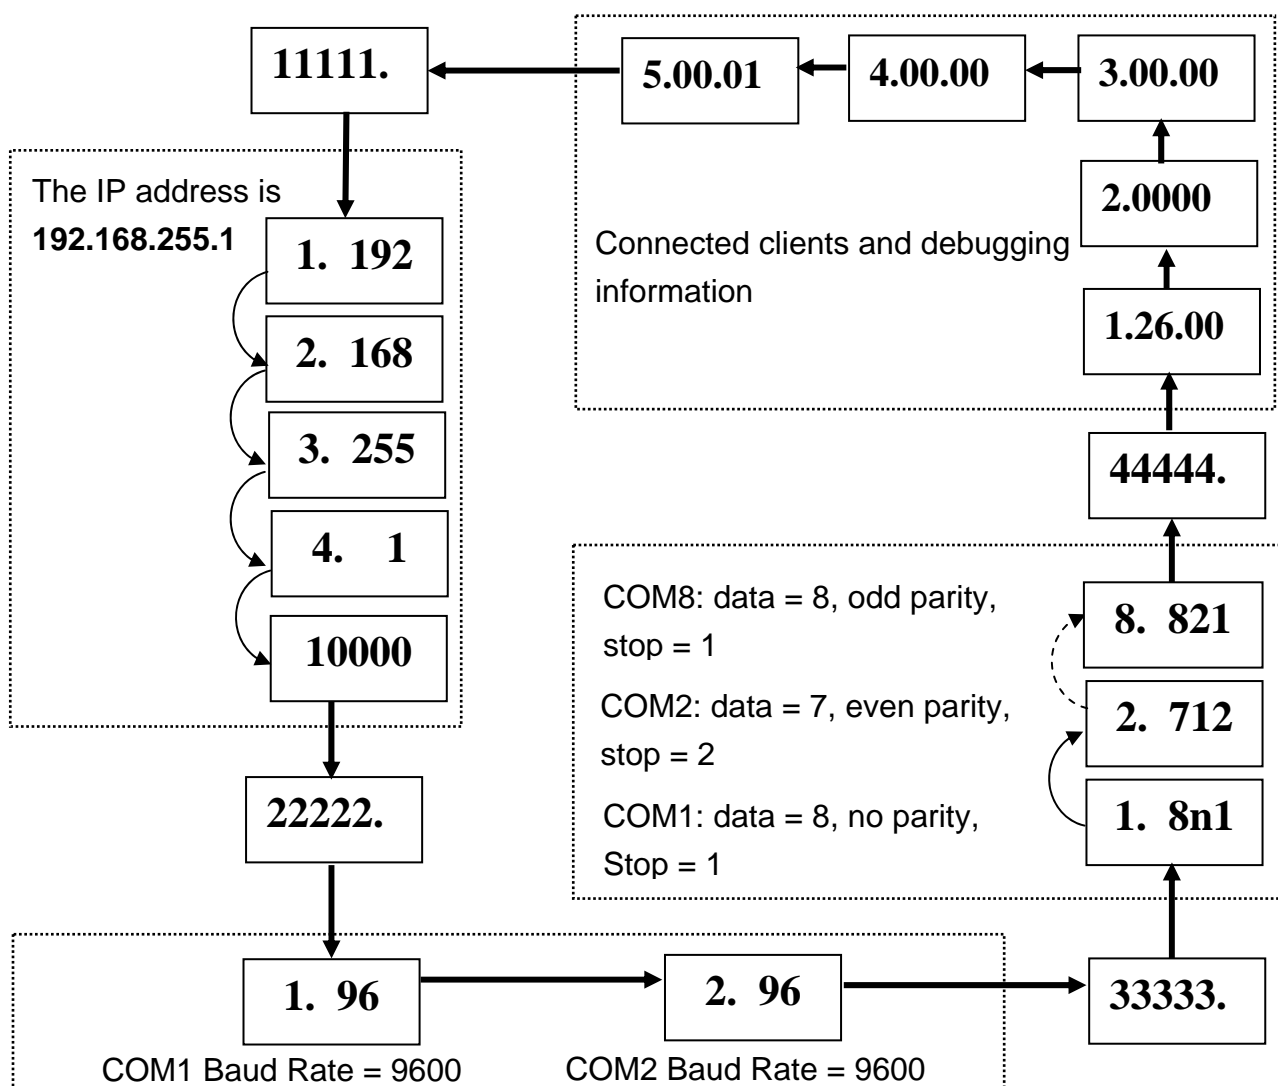 11111.
5.00.01
4.00.00
3.00.00
The IP address is
192.168.255.1
1. 192
2. 168
3. 255
4. 1
10000
2.0000
Connected clients and debugging
information
1.26.00
44444.
COM8: data = 8, odd parity,
stop = 1
8. 821
COM2: data = 7, even parity,
stop = 2
2. 712
COM1: data = 8, no parity,
Stop = 1
1. 8n1
22222.
1. 96
2. 96
33333.
COM1 Baud Rate = 9600
COM2 Baud Rate = 9600